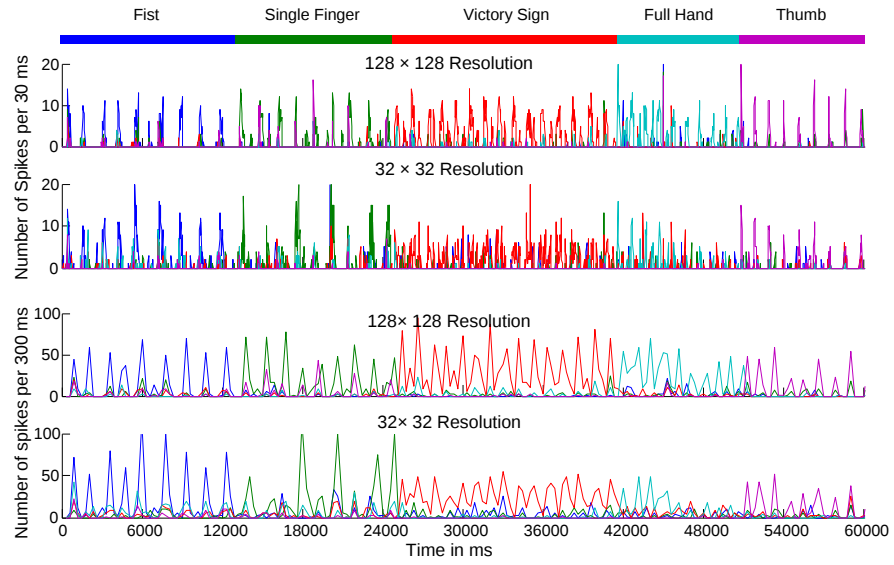 Fist Single Finger Victory Sign Full Hand Thumb
128 × 128 Resolution
20
10
0
Number of Spikes per 30 ms
32 × 32 Resolution
20
10
0
128× 128 Resolution
100
50
0
Number of spikes per 300 ms
32× 32 Resolution
100
50
0
0 6000 12000 18000 24000 30000 36000 42000 48000 54000 60000
Time in ms